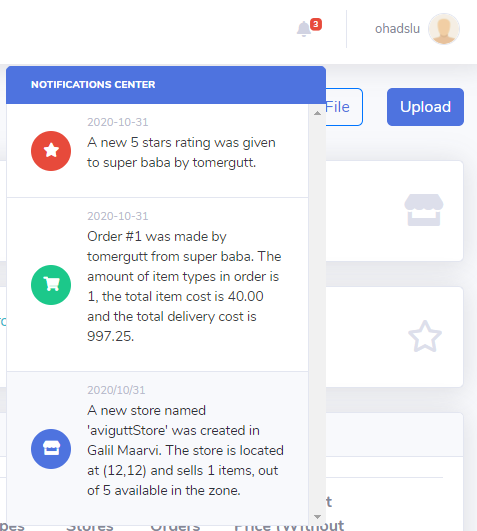 3
ohadslu
NOTIFICATIONS CENTER
File
Upload
2020-10-31
A new 5 stars rating was given
to super baba by tomergutt.
2020-10-31
Order #1 was made by
tomergutt from super baba. The
amount of item types in order is
1, the total item cost is 40.00
and the total delivery cost is
997.25.
2020/10/31
A new store named
'aviguttStore' was created in
Galil Maarvi. The store is located
at (12,12) and sells 1 items, out
of 5 available in the zone.
Stores Orders Price (Without